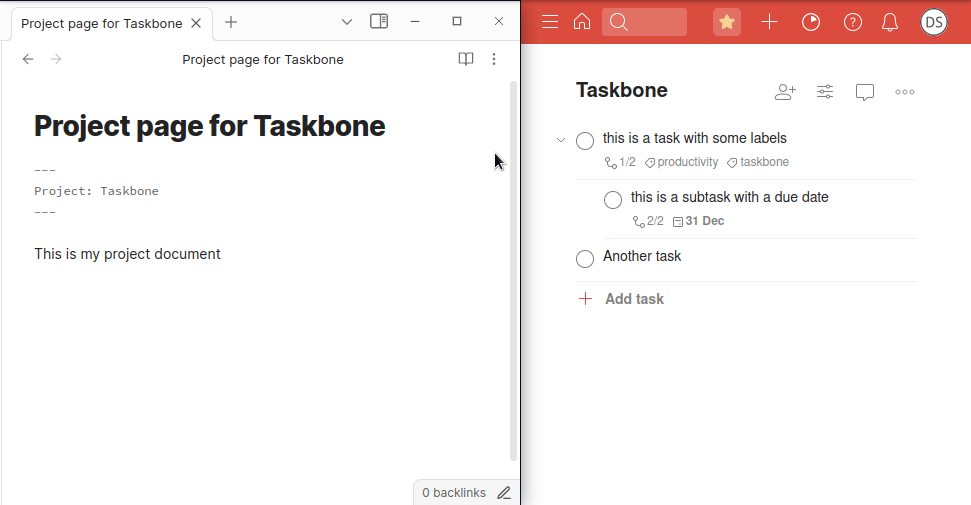 Project page for Taskbone
Project page for Taskbone
Project page for Taskbone
---
Project: Taskbone
---
This is my project document
0 backlinks
DS
Taskbone
this is a task with some labels
1/2 productivity taskbone
this is a subtask with a due date
2/2 31 Dec
Another task
Add task